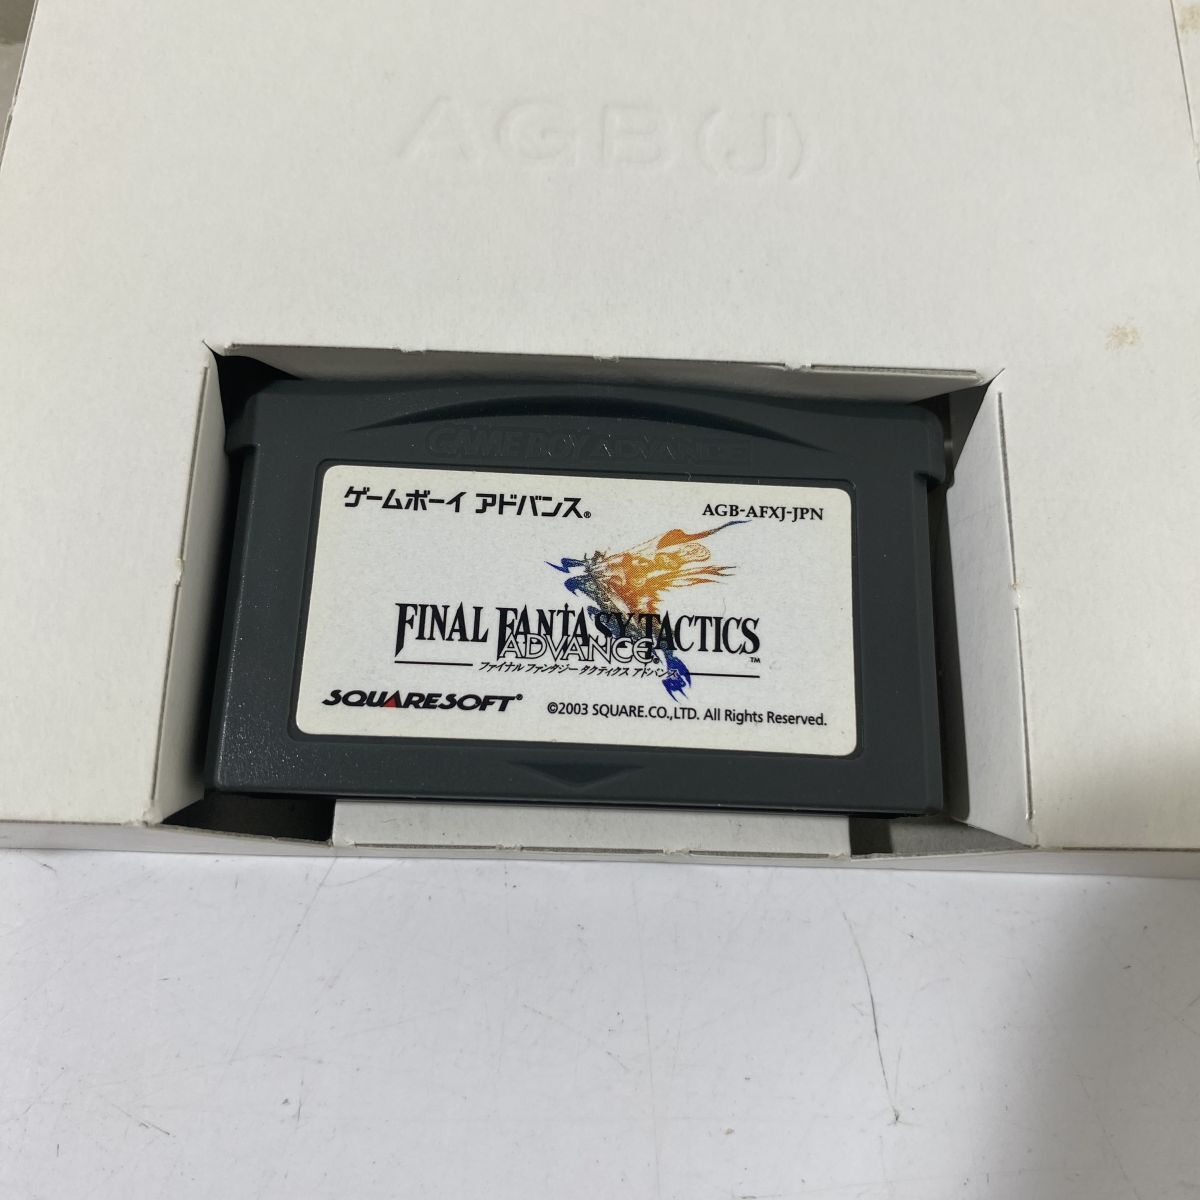 AGB(J)
GAME BOY ADVANCE
ゲームボーイ アドバンス®
AGB-AFXJ-JPN
FINAL FANTASY TACTICS™
ADVANCE®
ファイナル ファンタジー タクティクス アドバンス
SQUARESOFT®
©2003 SQUARE.CO.,LTD. All Rights Reserved.